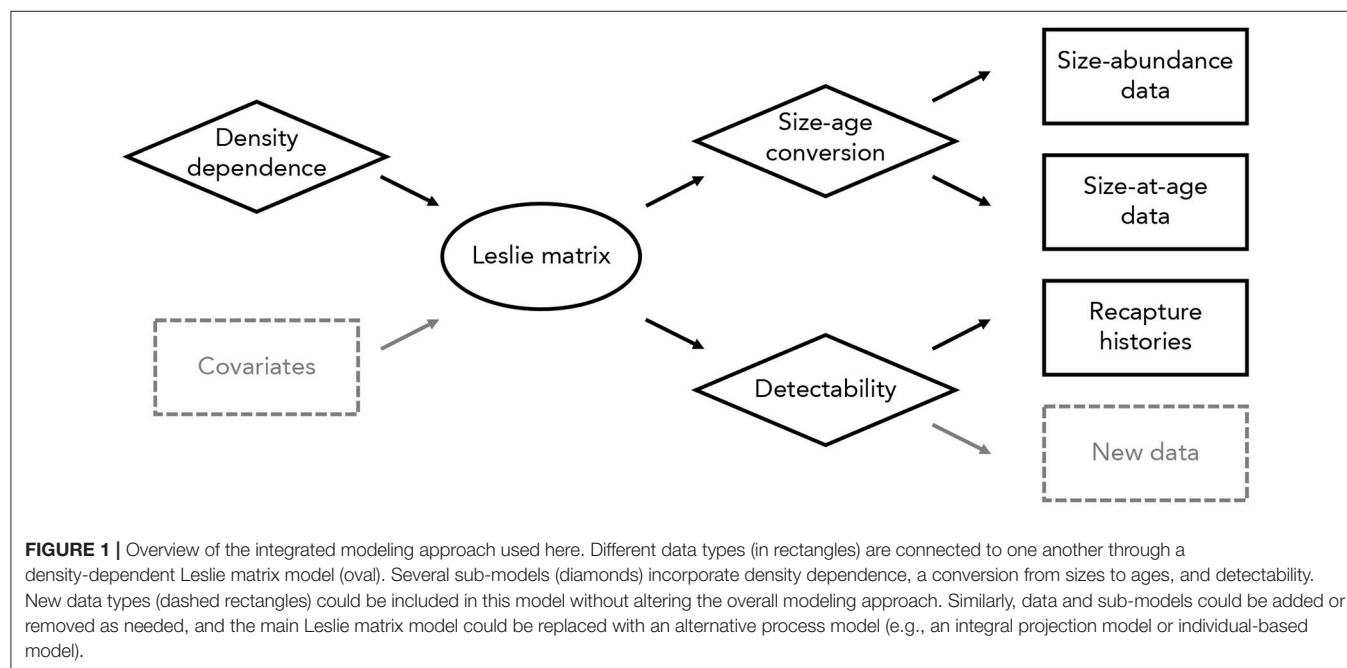 Density
dependence
Covariates
Leslie matrix
Size-age
conversion
Detectability
Size-abundance
data
Size-at-age
data
Recapture
histories
New data
FIGURE 1 | Overview of the integrated modeling approach used here. Different data types (in rectangles) are connected to one another through a
density-dependent Leslie matrix model (oval). Several sub-models (diamonds) incorporate density dependence, a conversion from sizes to ages, and detectability.
New data types (dashed rectangles) could be included in this model without altering the overall modeling approach. Similarly, data and sub-models could be added or
removed as needed, and the main Leslie matrix model could be replaced with an alternative process model (e.g., an integral projection model or individual-based
model).